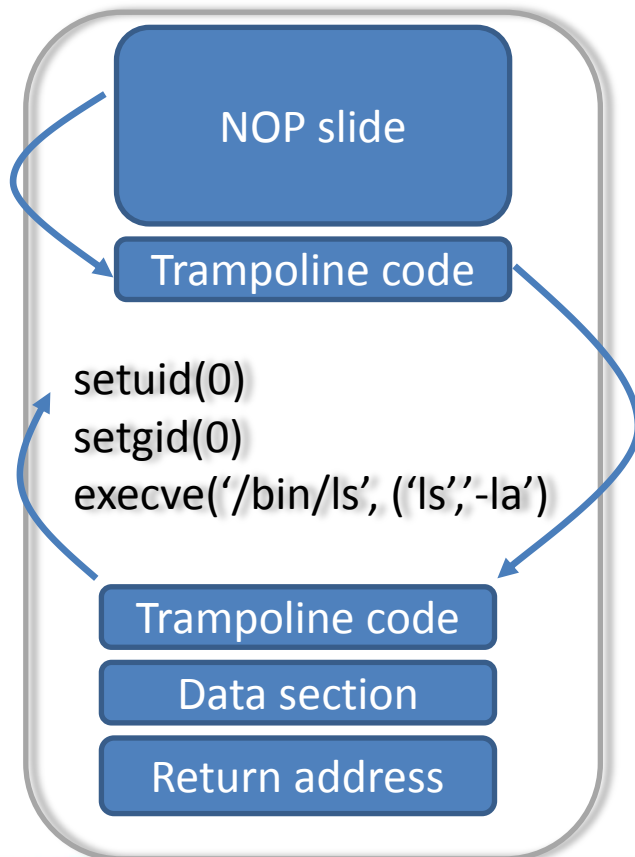 NOP slide
Trampoline code
setuid(0)
setgid(0)
execve(‘/bin/ls’, (‘ls’,’-la’)
Trampoline code
Data section
Return address